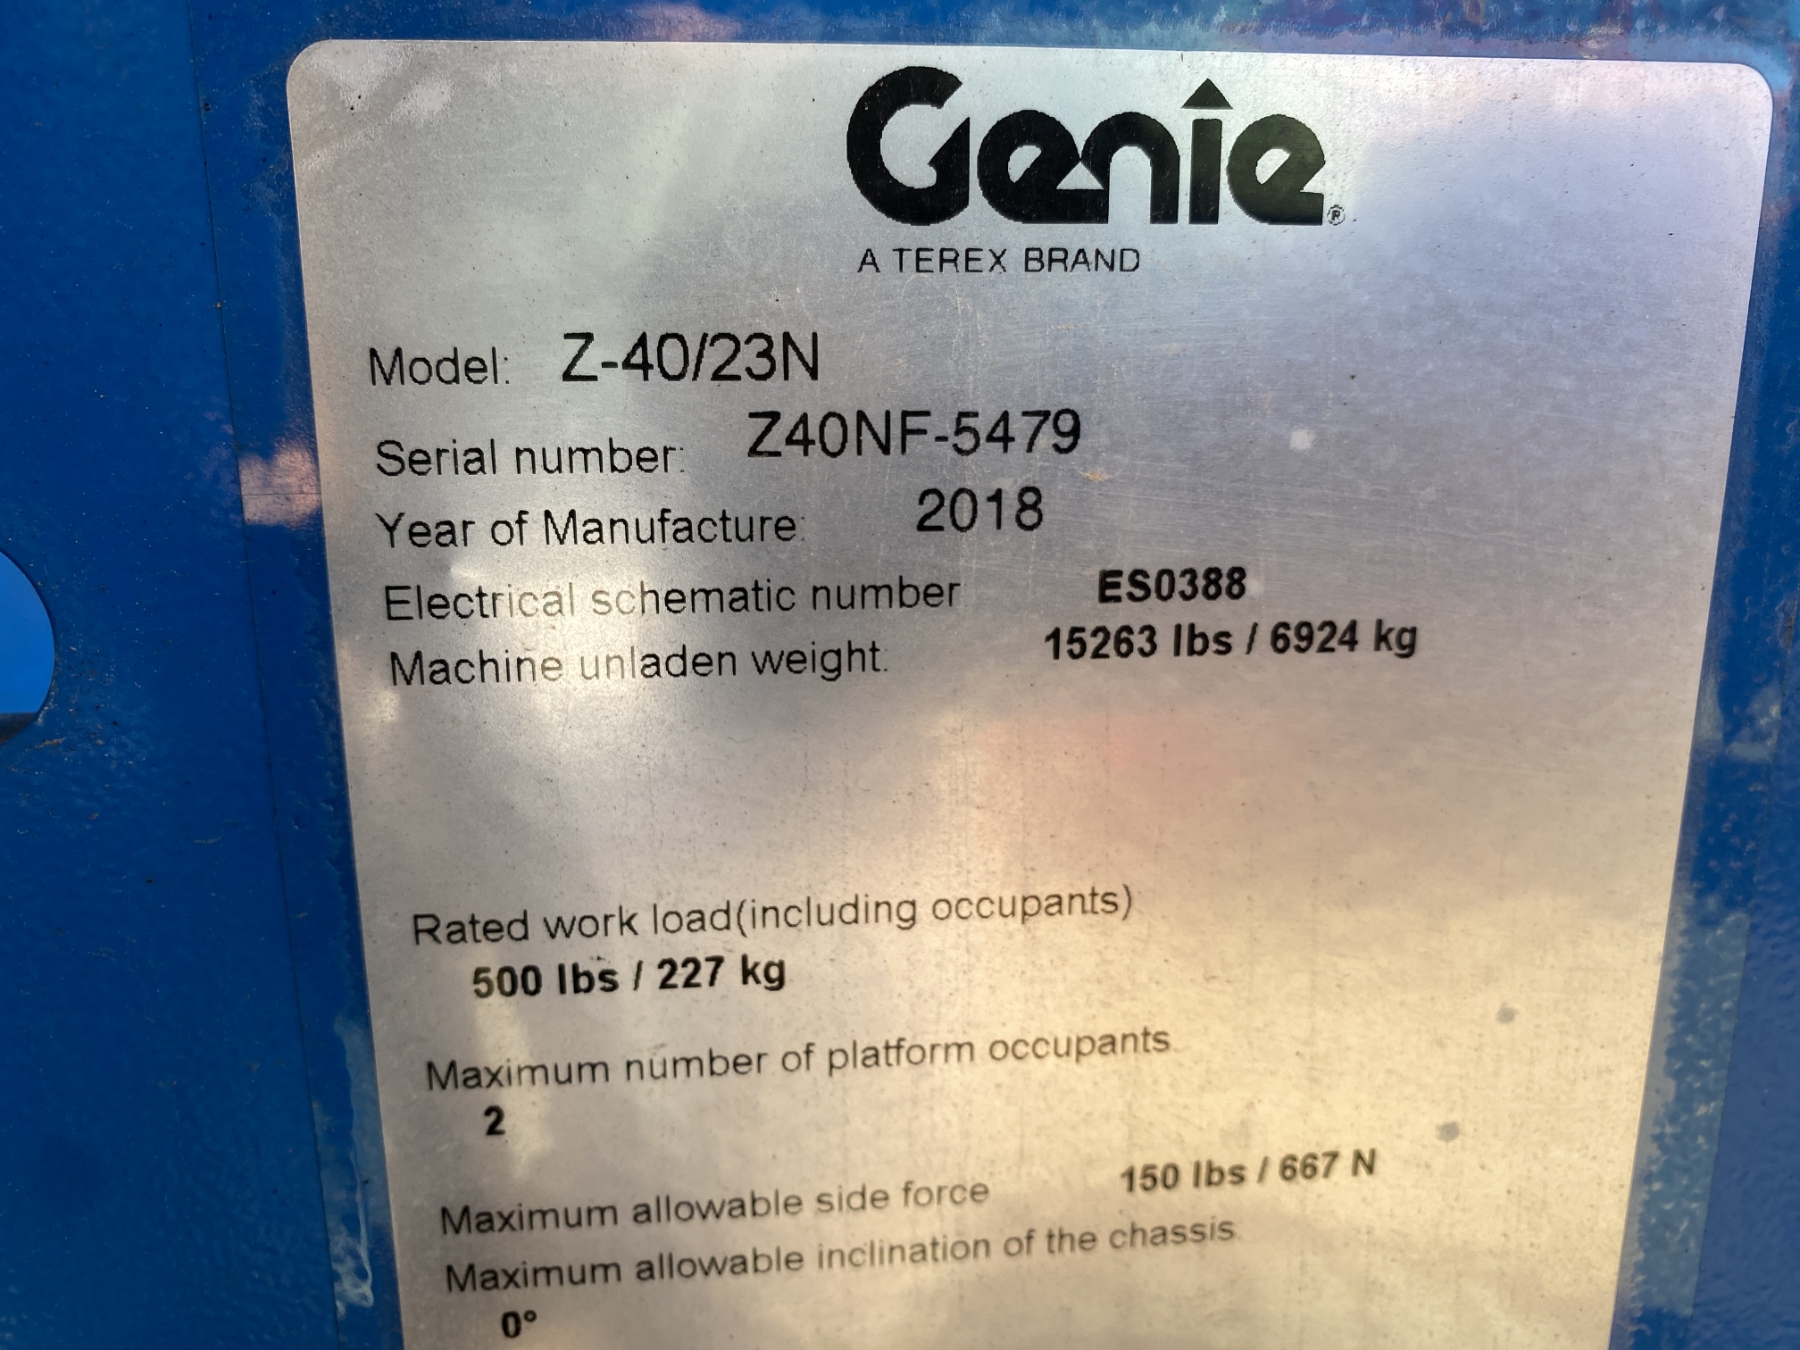 Genie®
A TEREX BRAND
Model: Z-40/23N
Serial number: Z40NF-5479
Year of Manufacture: 2018
Electrical schematic number ES0388
Machine unladen weight: 15263 lbs / 6924 kg
Rated work load(including occupants)
500 lbs / 227 kg
Maximum number of platform occupants
2
Maximum allowable side force 150 lbs / 667 N
Maximum allowable inclination of the chassis
0°